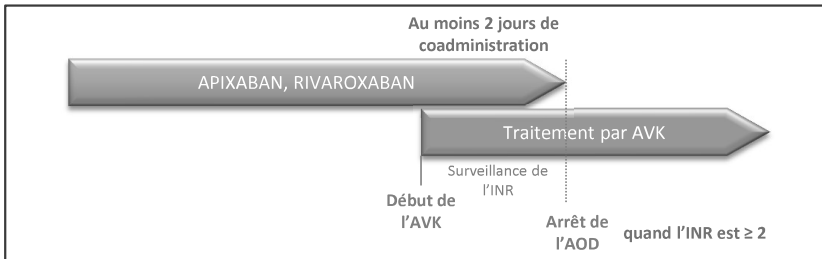 Au moins 2 jours de
coadministration
APIXABAN, RIVAROXABAN
Traitement par AVK
Surveillance de
l'INR
Début de
l'AVK
Arrêt de
l'AOD
quand l'INR est ≥ 2